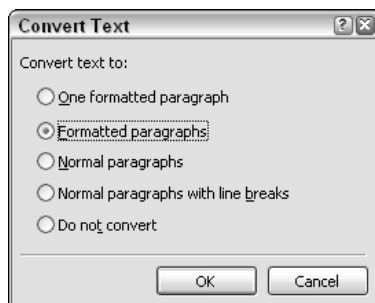 Convert Text
Convert text to:
One formatted paragraph
Formatted paragraphs
Normal paragraphs
Normal paragraphs with line breaks
Do not convert
OK Cancel